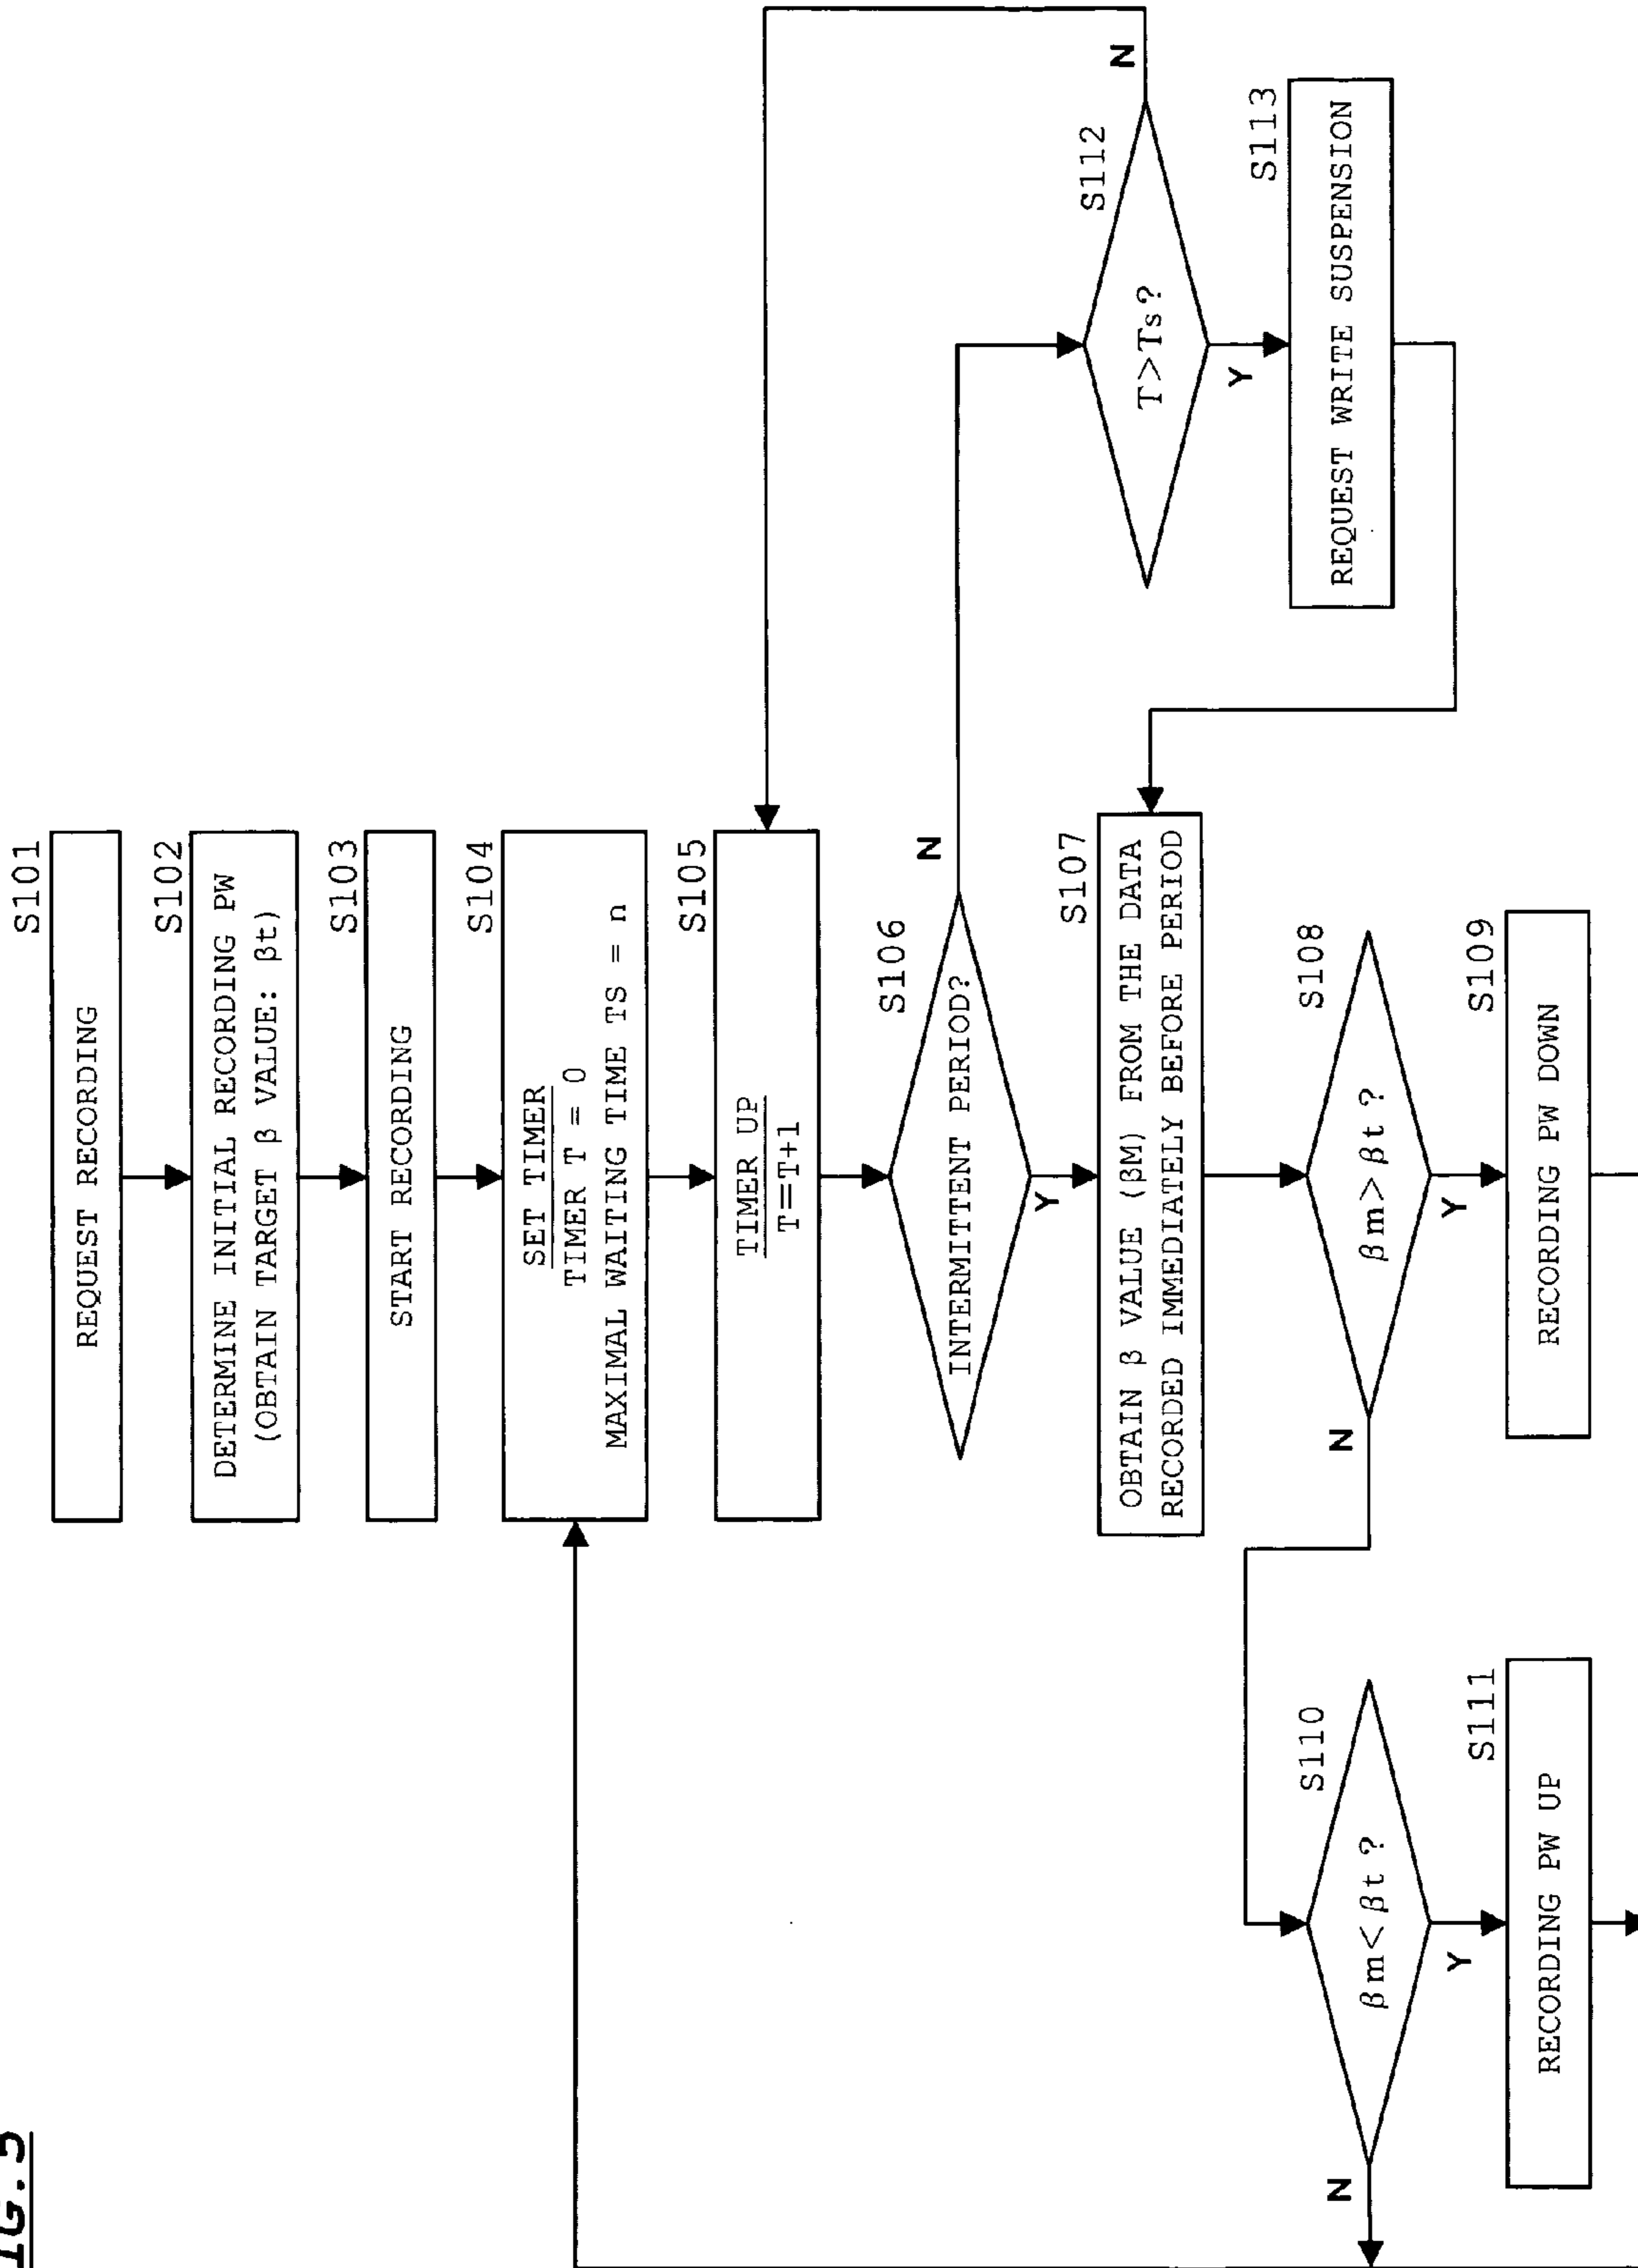 IG.5
S101
REQUEST RECORDING
S102
DETERMINE INITIAL RECORDING PW
(OBTAIN TARGET β VALUE: βt)
S103
START RECORDING
S104
SET TIMER
TIMER T = 0
MAXIMAL WAITING TIME TS = n
S105
TIMER UP
T=T+1
S106
INTERMITTENT PERIOD?
N
Y
S112
T>Ts?
N
Y
S113
REQUEST WRITE SUSPENSION
S107
OBTAIN β VALUE (βM) FROM THE DATA
RECORDED IMMEDIATELY BEFORE PERIOD
S108
βm>βt?
N
Y
S109
RECORDING PW DOWN
S110
βm<βt?
N
Y
S111
RECORDING PW UP